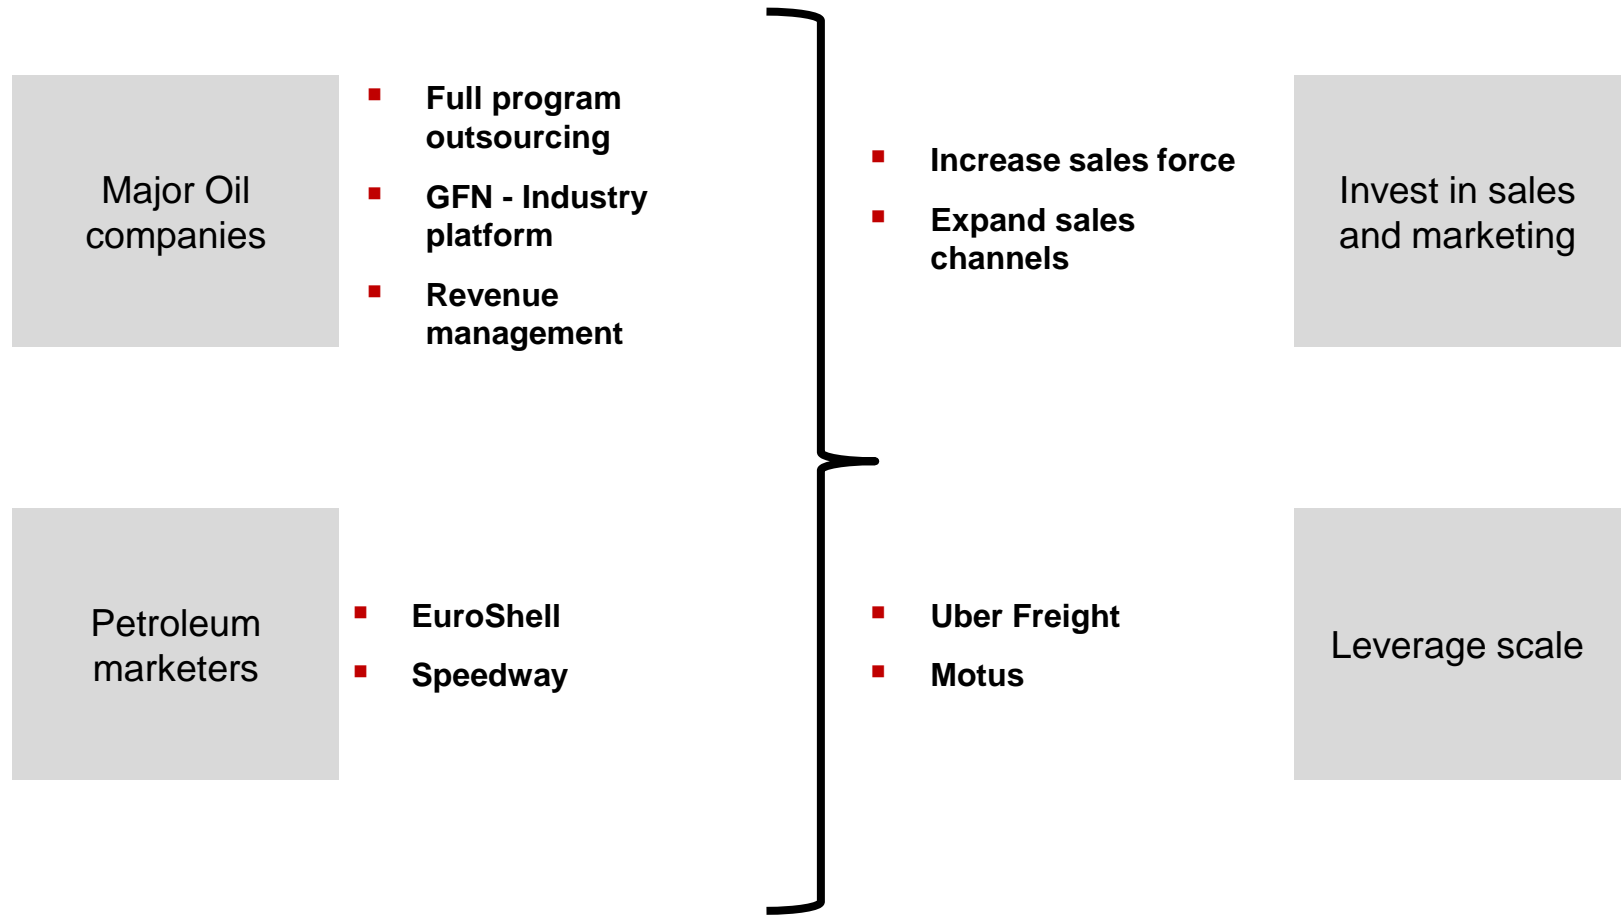 Major Oil
companies
Full program
outsourcing
GFN - Industry
platform
Revenue
management
Increase sales force
Expand sales
channels
Invest in sales
and marketing
Petroleum
marketers
EuroShell
Speedway
Uber Freight
Motus
Leverage scale